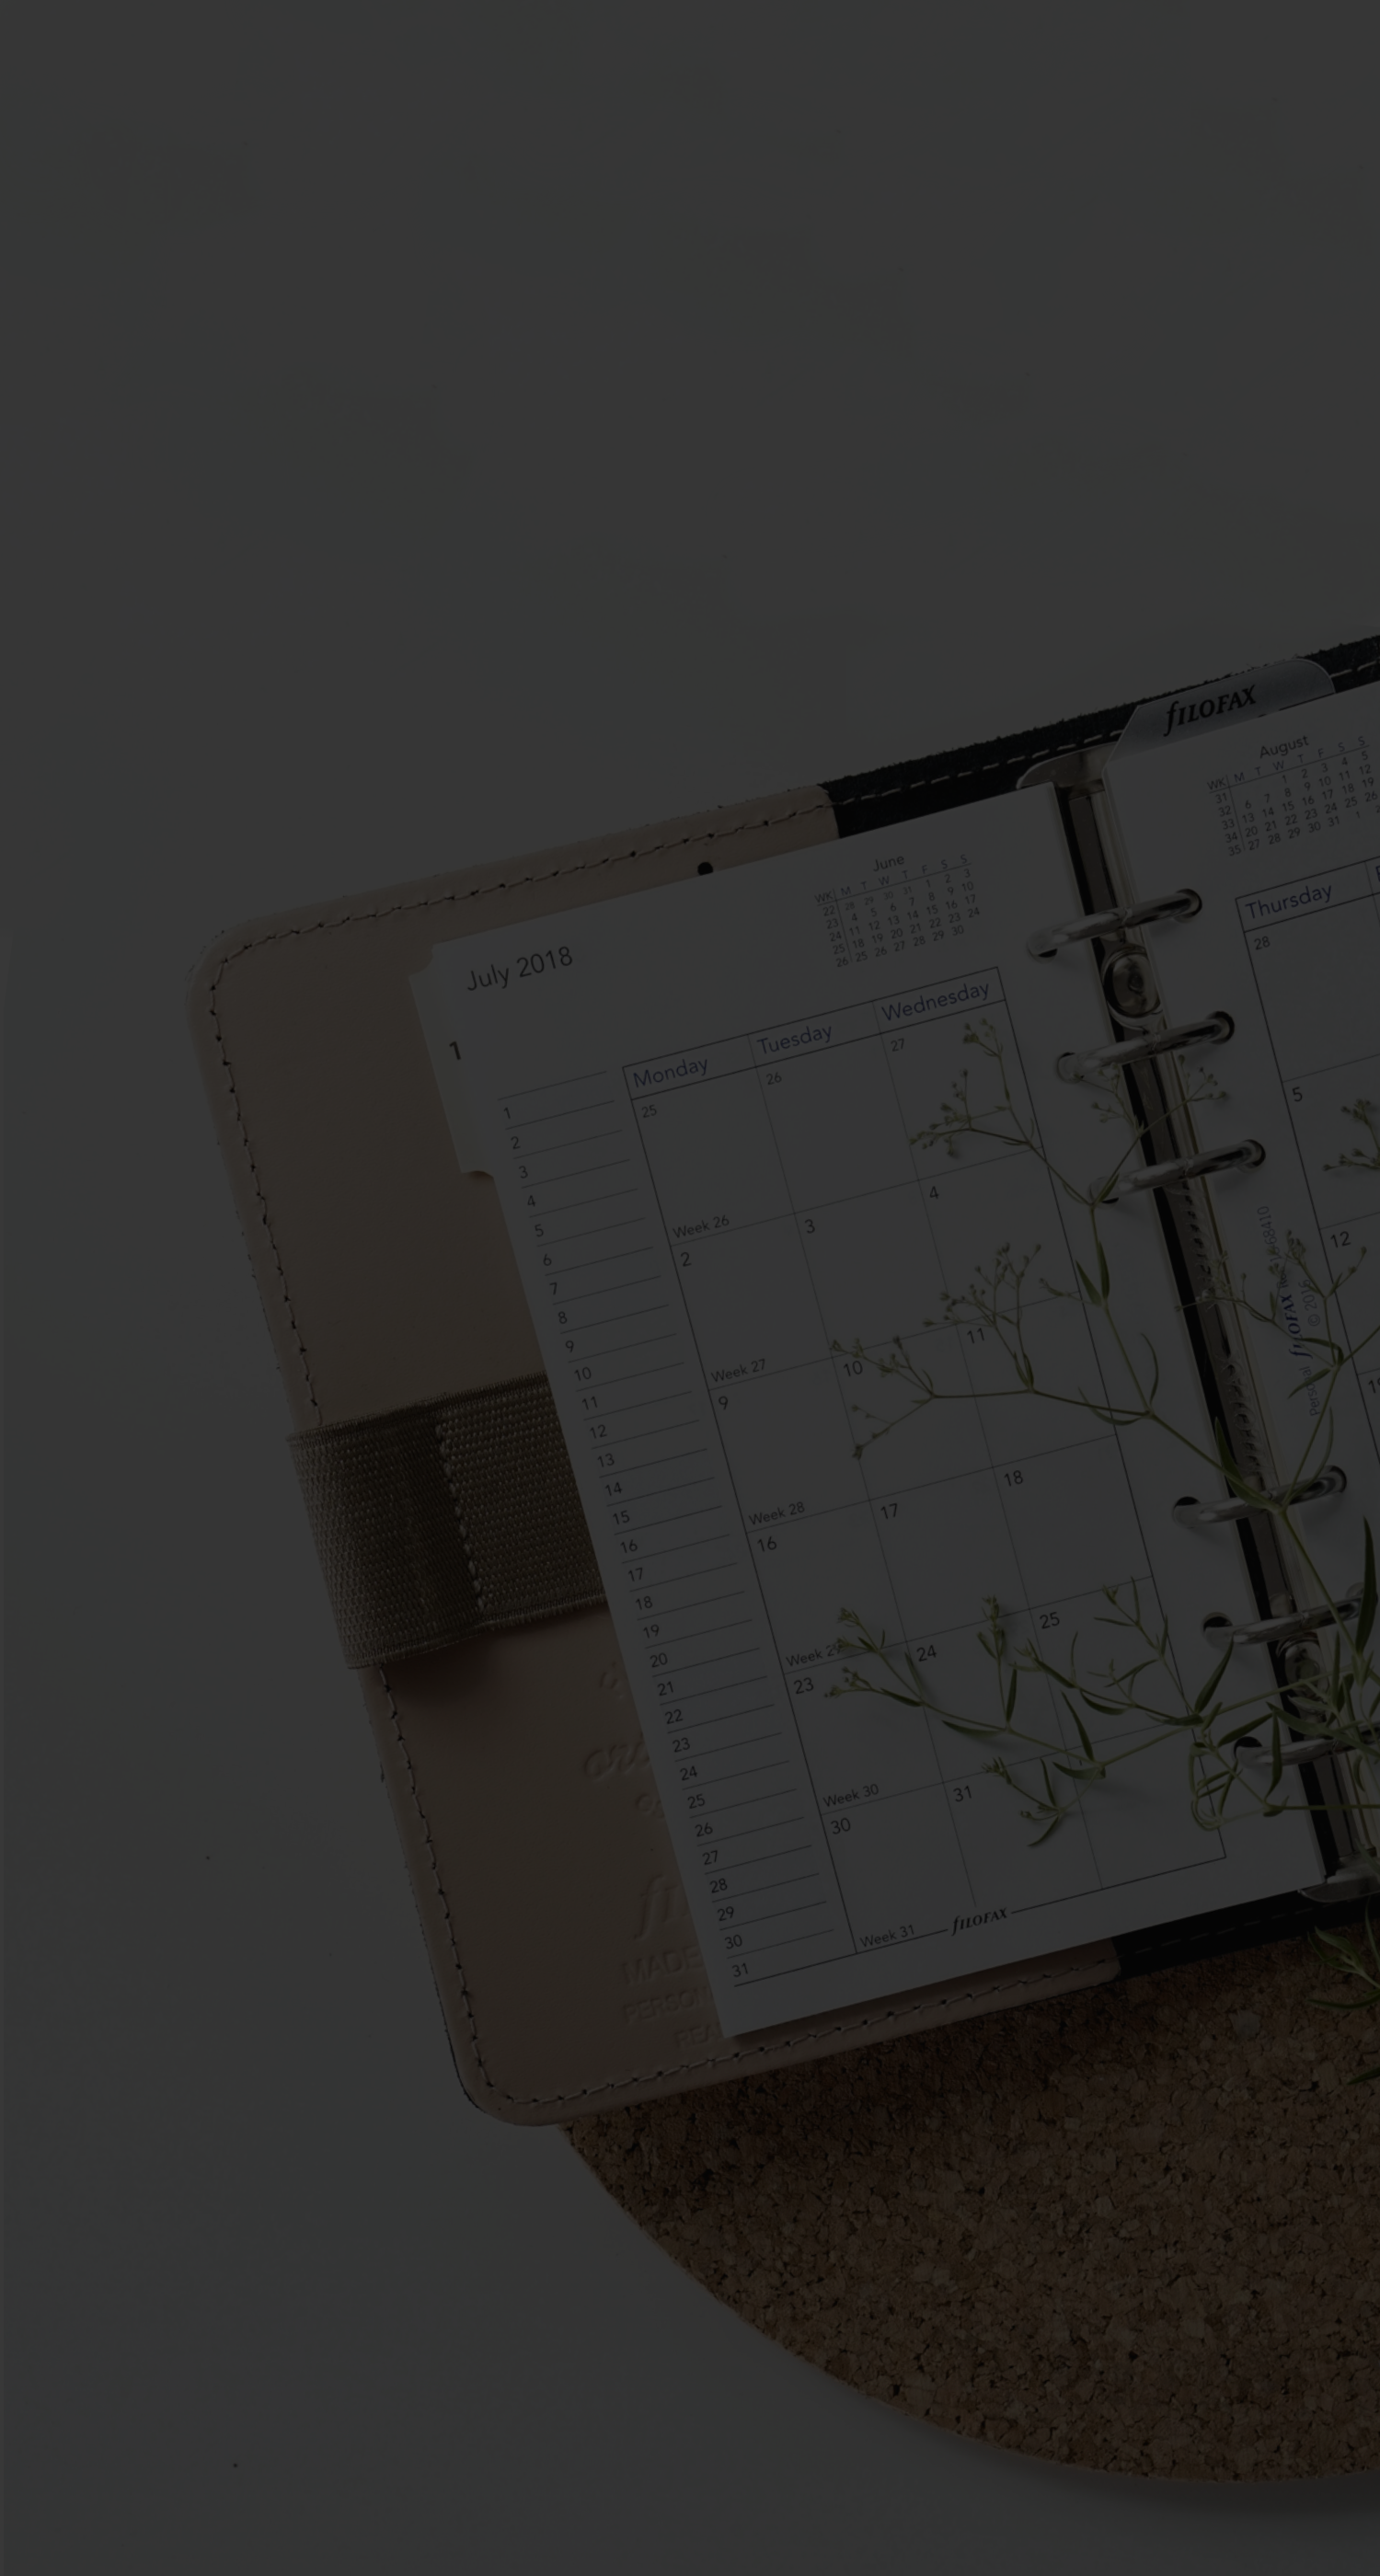 filofax
August
WK M T W T F S S
31 1 2 3 4 5
32 6 7 8 9 10 11 12
33 13 14 15 16 17 18 19
34 20 21 22 23 24 25 26
35 27 28 29 30 31 1
June
WK M T W T F S S
22 28 29 30 31 1 2 3
23 4 5 6 7 8 9 10
24 11 12 13 14 15 16 17
25 18 19 20 21 22 23 24
26 25 26 27 28 29 30
July 2018
1
Monday Tuesday Wednesday
25 26 27
Week 26
2 3 4
Week 27
9 10 11
Week 28
16 17 18
Week 29
23 24 25
Week 30
30 31
Week 31
filofax
1
2
3
4
5
6
7
8
9
10
11
12
13
14
15
16
17
18
19
20
21
22
23
24
25
26
27
28
29
30
31
Thursday
28
5
12
Personal filofax
68410
MADE
PERSON
REA